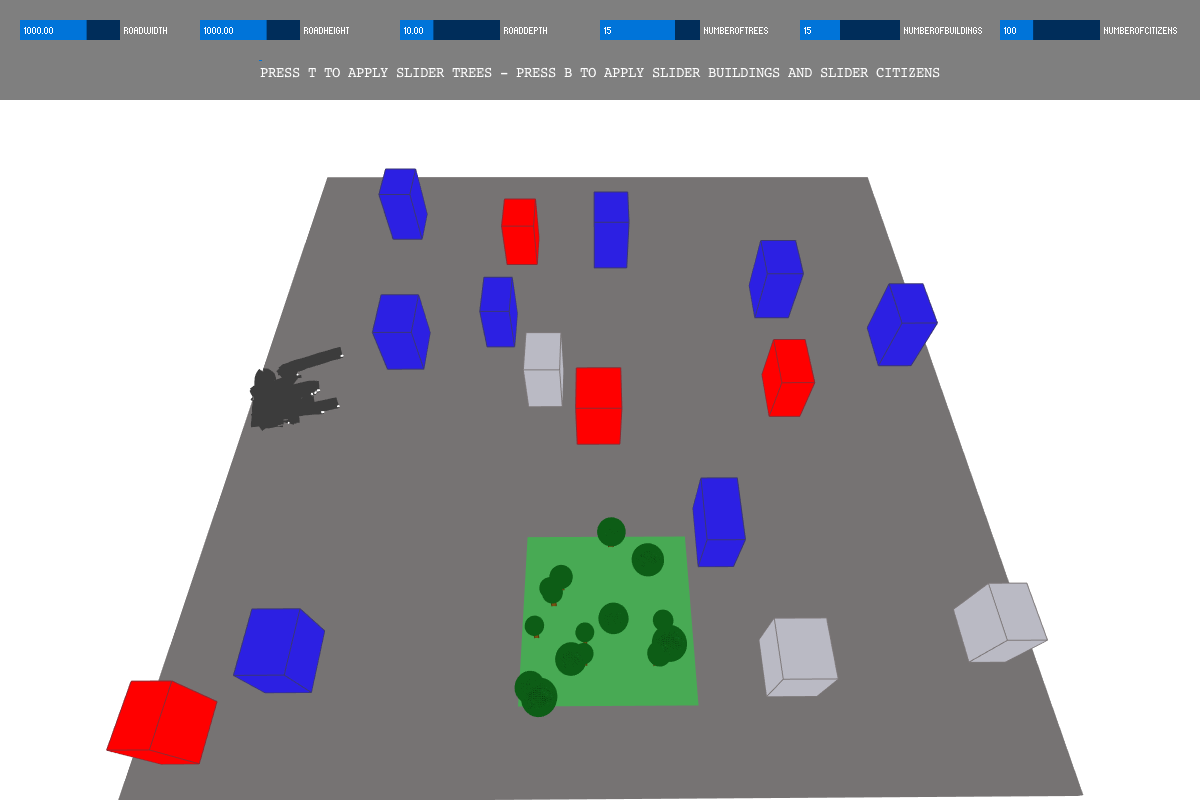 1000.00 ROADWIDTH 1000.00 ROADHEIGHT 10.00 ROADDEPTH 15 NUMBEROFTREES 15 NUMBEROFBUILDINGS 100 NUMBEROFCITIZENS
PRESS T TO APPLY SLIDER TREES - PRESS B TO APPLY SLIDER BUILDINGS AND SLIDER CITIZENS